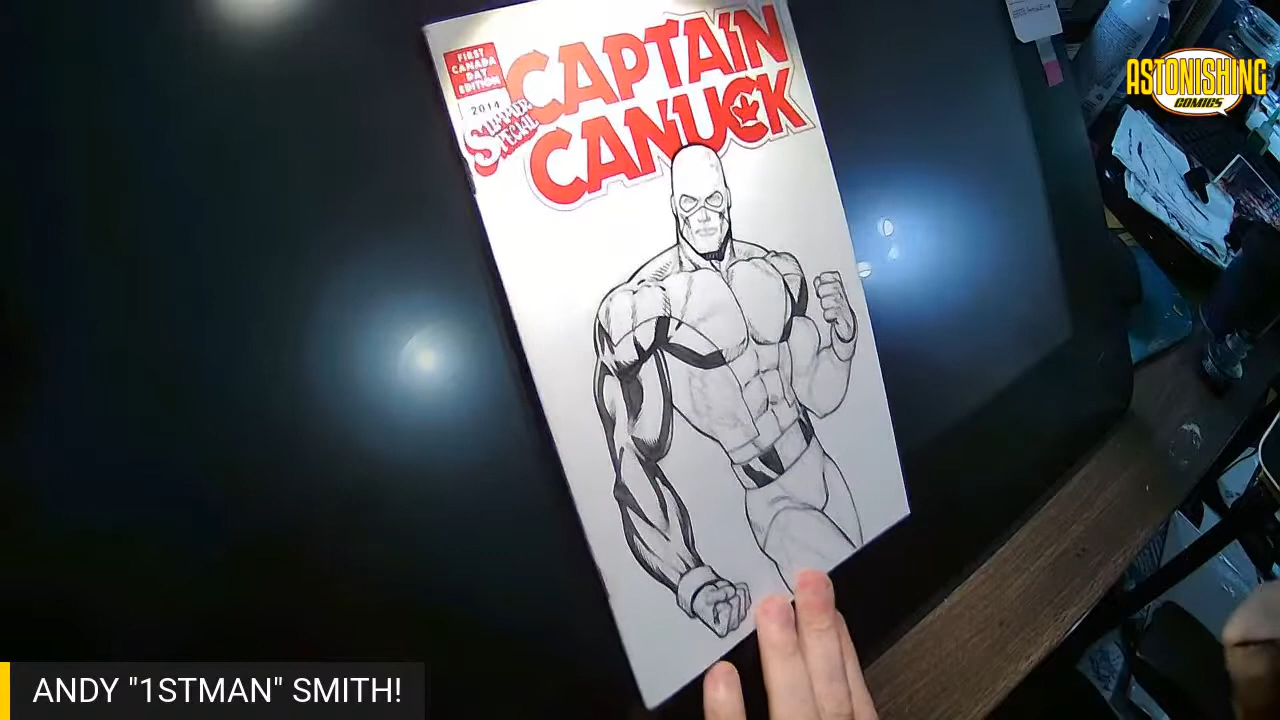 FIRST
CANADA
DAY
EDITION
2014
SUMMER
SPECIAL
CAPTAIN
CANUCK
ASTONISHING
COMICS
ANDY "1STMAN" SMITH!